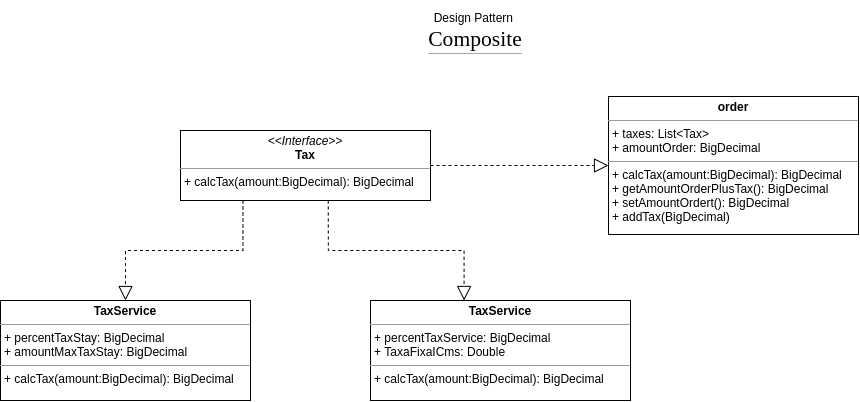 Design Pattern
Composite
<<Interface>>
Tax
+ calcTax(amount:BigDecimal): BigDecimal
order
+ taxes: List<Tax>
+ amountOrder: BigDecimal
+ calcTax(amount:BigDecimal): BigDecimal
+ getAmountOrderPlusTax(): BigDecimal
+ setAmountOrdert(): BigDecimal
+ addTax(BigDecimal)
TaxService
+ percentTaxStay: BigDecimal
+ amountMaxTaxStay: BigDecimal
+ calcTax(amount:BigDecimal): BigDecimal
TaxService
+ percentTaxService: BigDecimal
+ TaxaFixaICms: Double
+ calcTax(amount:BigDecimal): BigDecimal